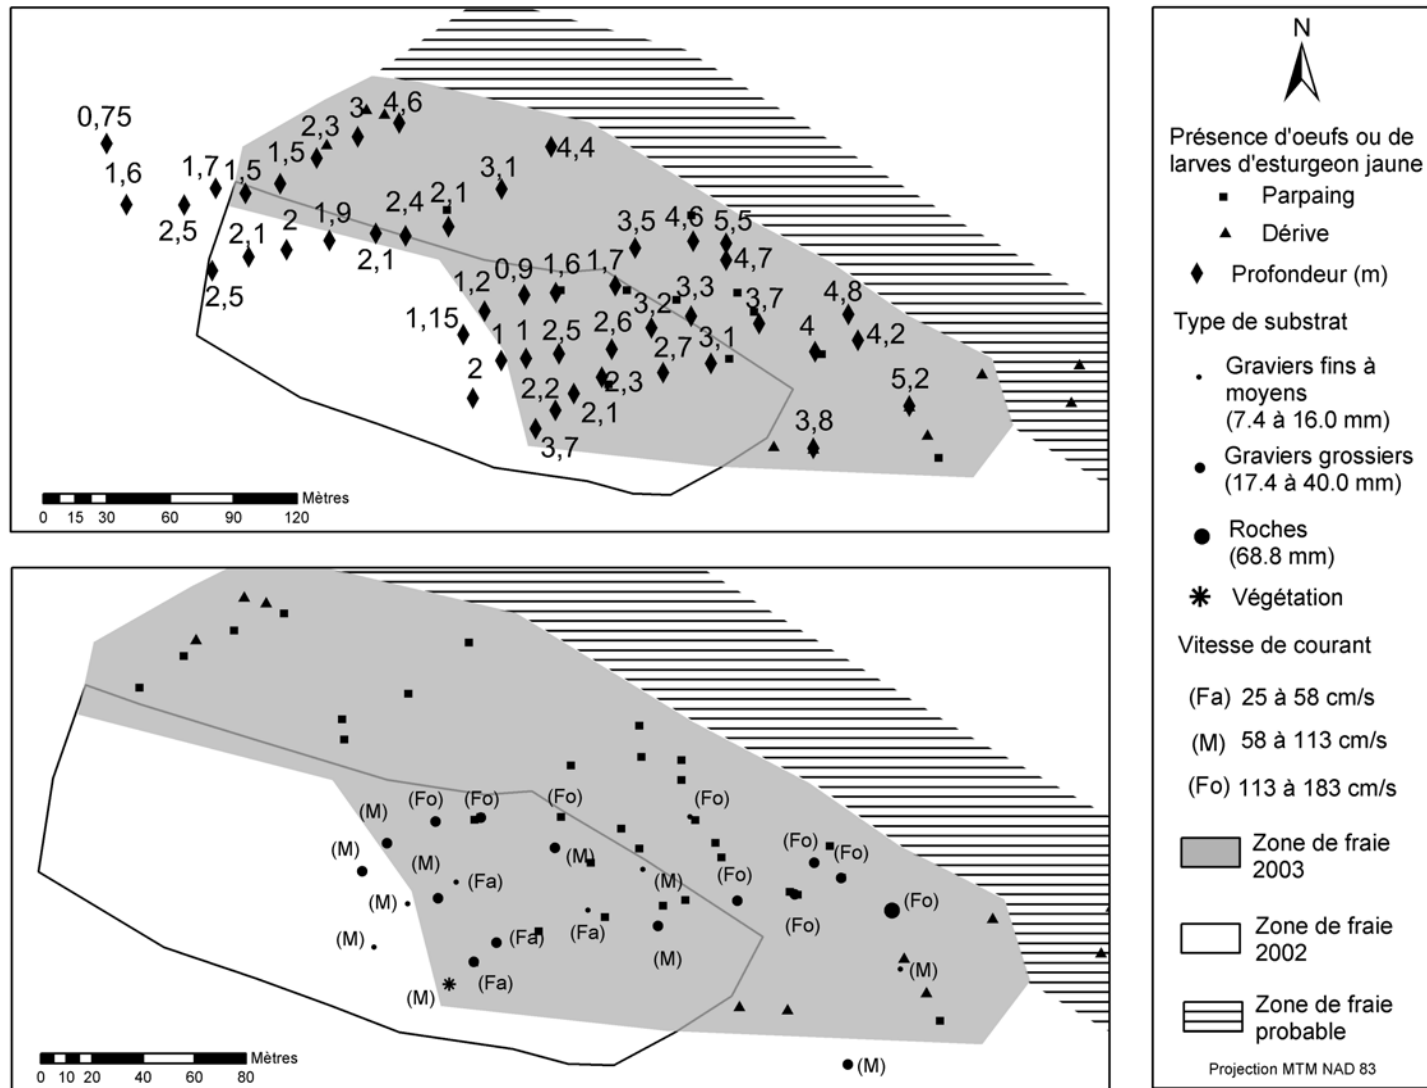 0,75
1,6
2,5
1,7
1,5
1,5
2,3
3
4,6
4,4
3,1
2,1
2,4
2,1
1,9
2
2,1
2,5
3,5
4,6
5,5
4,7
1,7
1,6
0,9
1,2
1,15
1
1
2,5
2,6
3,2
3,3
3,7
4,8
4,2
4
3,1
2,7
2,3
2,1
2,2
3,7
2
5,2
3,8
Mètres
0 15 30 60 90 120
(Fo)
(Fo)
(Fo)
(Fo)
(M)
(M)
(M)
(M)
(M)
(Fa)
(M)
(Fo)
(Fo)
(Fo)
(Fo)
(Fo)
(M)
(Fa)
(Fa)
(Fa)
(M)
(M)
(M)
(M)
Mètres
0 10 20 40 60 80
N
Présence d'oeufs ou de
larves d'esturgeon jaune
Parpaing
Dérive
Profondeur (m)
Type de substrat
Graviers fins à
moyens
(7.4 à 16.0 mm)
Graviers grossiers
(17.4 à 40.0 mm)
Roches
(68.8 mm)
Végétation
Vitesse de courant
(Fa) 25 à 58 cm/s
(M) 58 à 113 cm/s
(Fo) 113 à 183 cm/s
Zone de fraie
2003
Zone de fraie
2002
Zone de fraie
probable
Projection MTM NAD 83